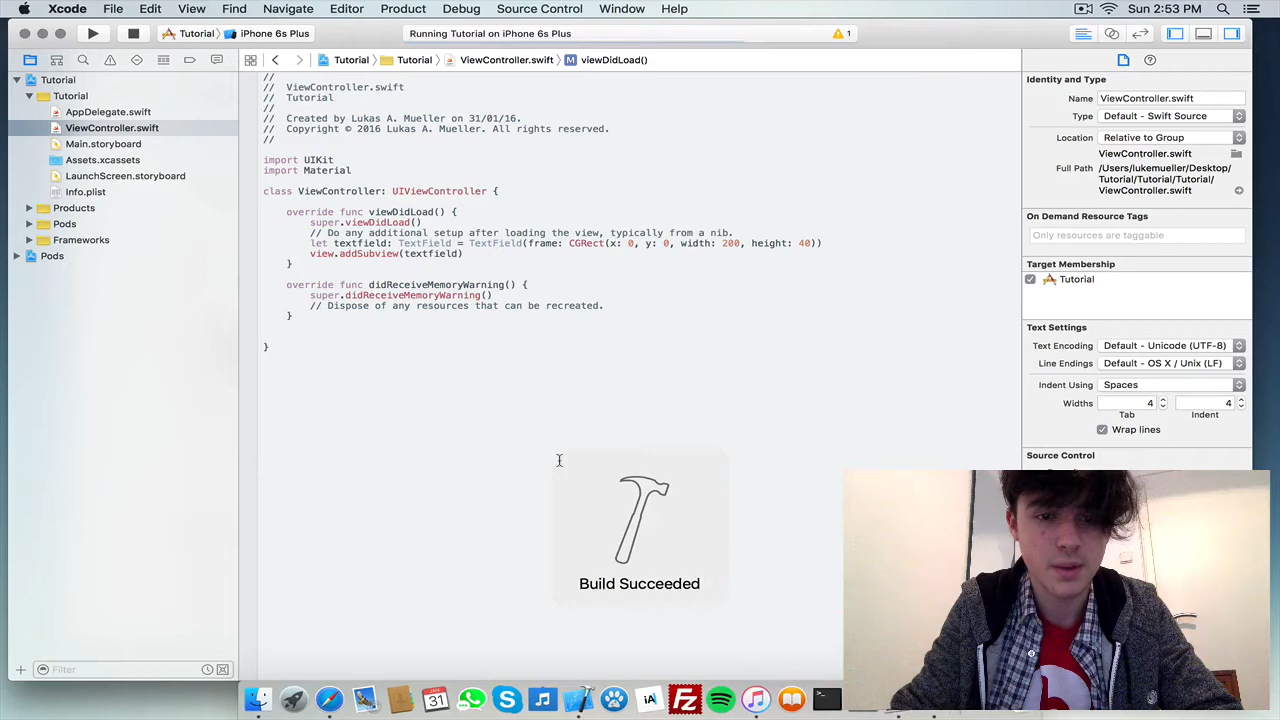 Xcode File Edit View Find Navigate Editor Product Debug Source Control Window Help Sun 2:53 PM
Tutorial iPhone 6s Plus Running Tutorial on iPhone 6s Plus 1
Tutorial Tutorial ViewController.swift M viewDidLoad()
Tutorial
Tutorial
AppDelegate.swift
ViewController.swift
Main.storyboard
Assets.xcassets
LaunchScreen.storyboard
Info.plist
Products
Pods
Frameworks
Pods
Filter
//
// ViewController.swift
// Tutorial
//
// Created by Lukas A. Mueller on 31/01/16.
// Copyright © 2016 Lukas A. Mueller. All rights reserved.
//
import UIKit
import Material
class ViewController: UIViewController {
override func viewDidLoad() {
super.viewDidLoad()
// Do any additional setup after loading the view, typically from a nib.
let textfield: TextField = TextField(frame: CGRect(x: 0, y: 0, width: 200, height: 40))
view.addSubview(textfield)
}
override func didReceiveMemoryWarning() {
super.didReceiveMemoryWarning()
// Dispose of any resources that can be recreated.
}
}
Build Succeeded
Identity and Type
Name ViewController.swift
Type Default - Swift Source
Location Relative to Group
ViewController.swift
Full Path /Users/lukemueller/Desktop/
Tutorial/Tutorial/Tutorial/
ViewController.swift
On Demand Resource Tags
Only resources are taggable
Target Membership
Tutorial
Text Settings
Text Encoding Default - Unicode (UTF-8)
Line Endings Default - OS X / Unix (LF)
Indent Using Spaces
Widths 4 4
Tab Indent
Wrap lines
Source Control
31
iA
FZ